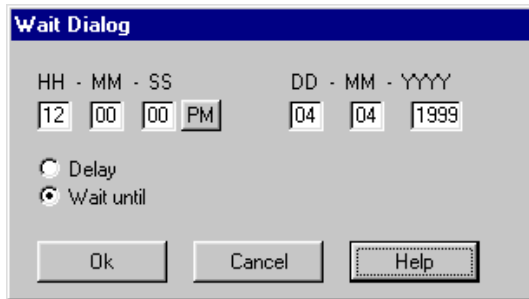 Wait Dialog
HH - MM - SS DD - MM - YYYY
12 00 00 PM 04 04 1999
Delay
Wait until
Ok Cancel Help